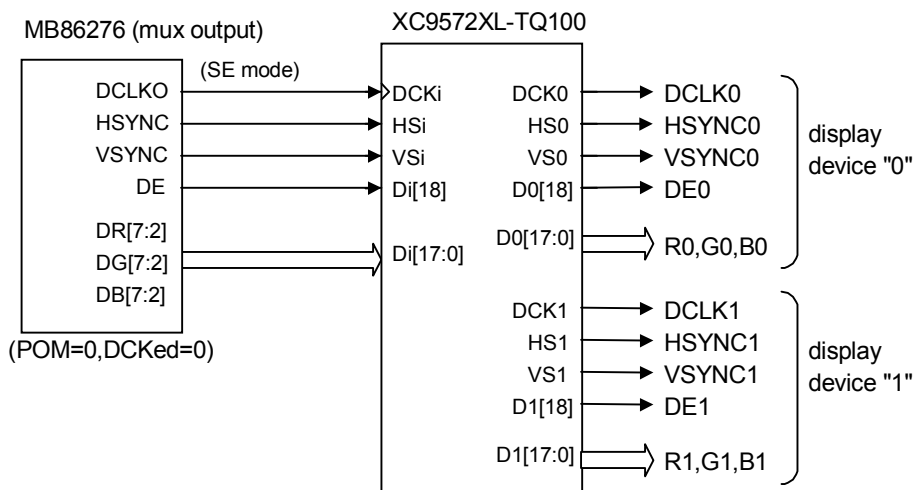 MB86276 (mux output)
XC9572XL-TQ100
(SE mode)
DCLKO
HSYNC
VSYNC
DE
DR[7:2]
DG[7:2]
DB[7:2]
(POM=0,DCKed=0)
DCKi
HSi
VSi
Di[18]
Di[17:0]
DCK0
HS0
VS0
D0[18]
D0[17:0]
DCK1
HS1
VS1
D1[18]
D1[17:0]
DCLK0
HSYNC0
VSYNC0
DE0
R0,G0,B0
display
device "0"
DCLK1
HSYNC1
VSYNC1
DE1
R1,G1,B1
display
device "1"